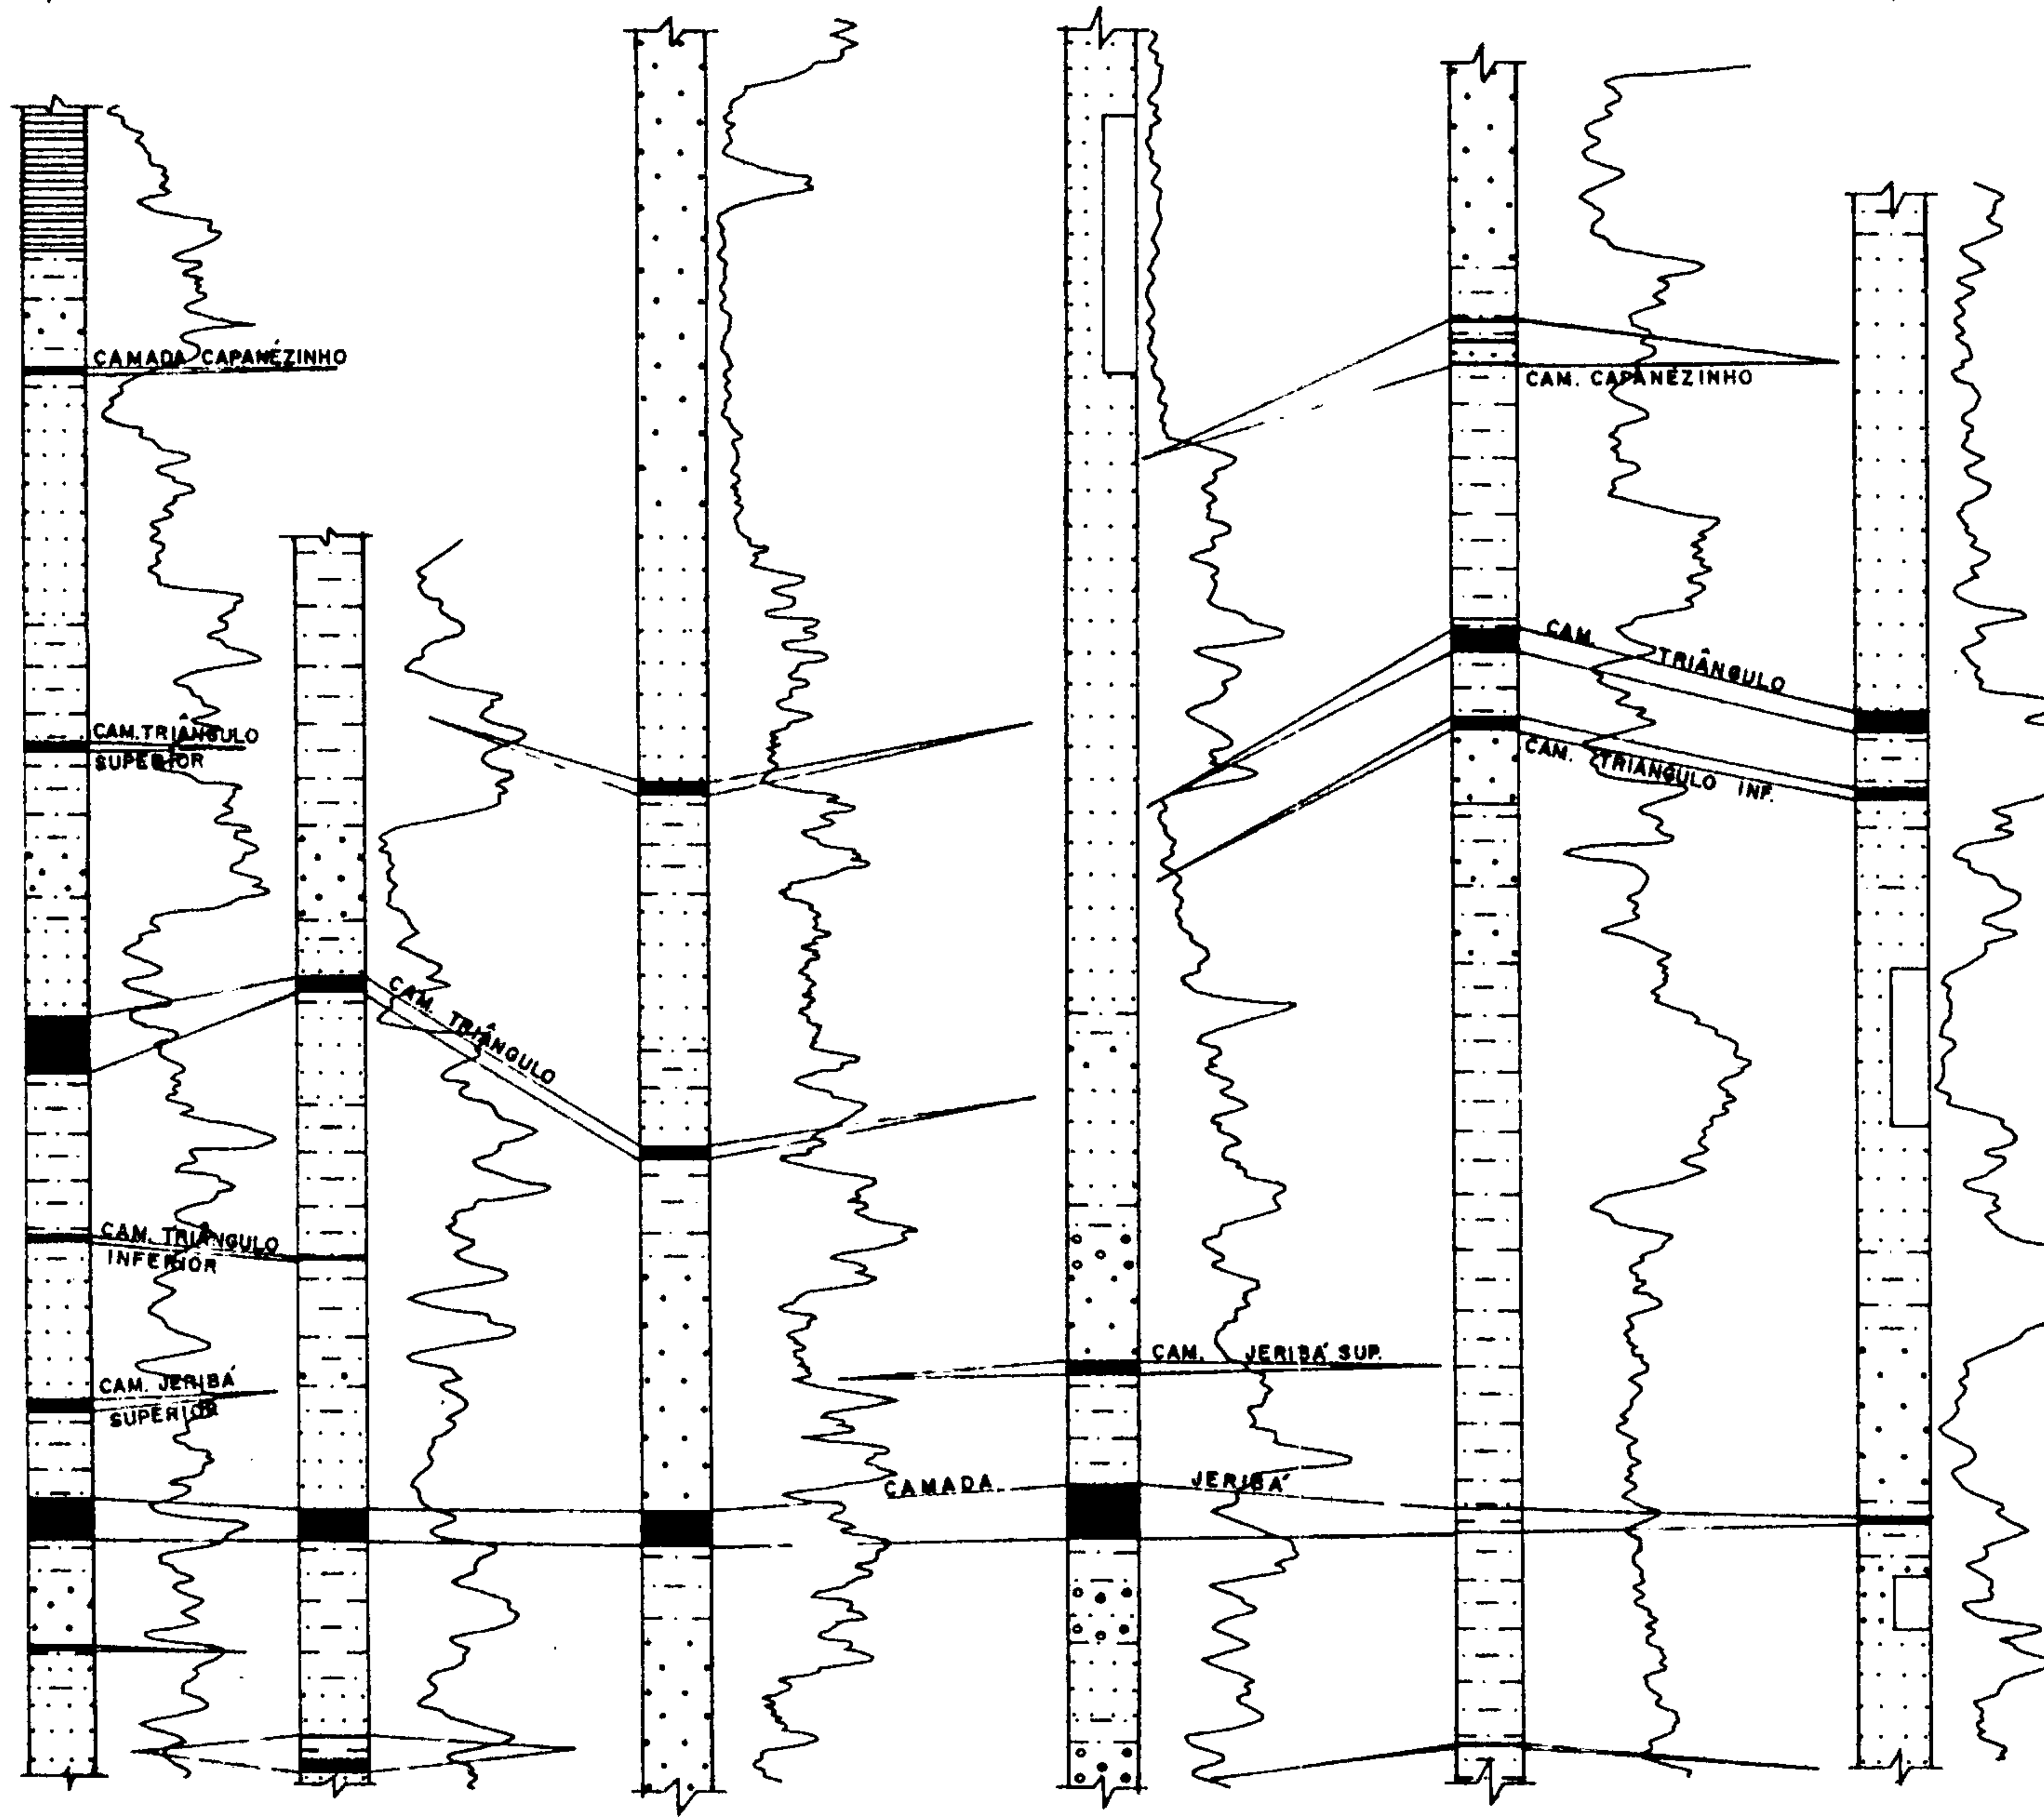 CAMADA CAPANÉZINHO
CAM. CAPANÉZINHO
CAM. TRIÂNGULO
CAM. TRIÂNGULO INF.
CAM. TRIÂNGULO
SUPERIOR
CAM. TRIÂNGULO
CAM. TRIÂNGULO
INFERIOR
CAM. JERIBÁ SUP.
CAM. JERIBÁ
SUPERIOR
CAMADA JERIBÁ